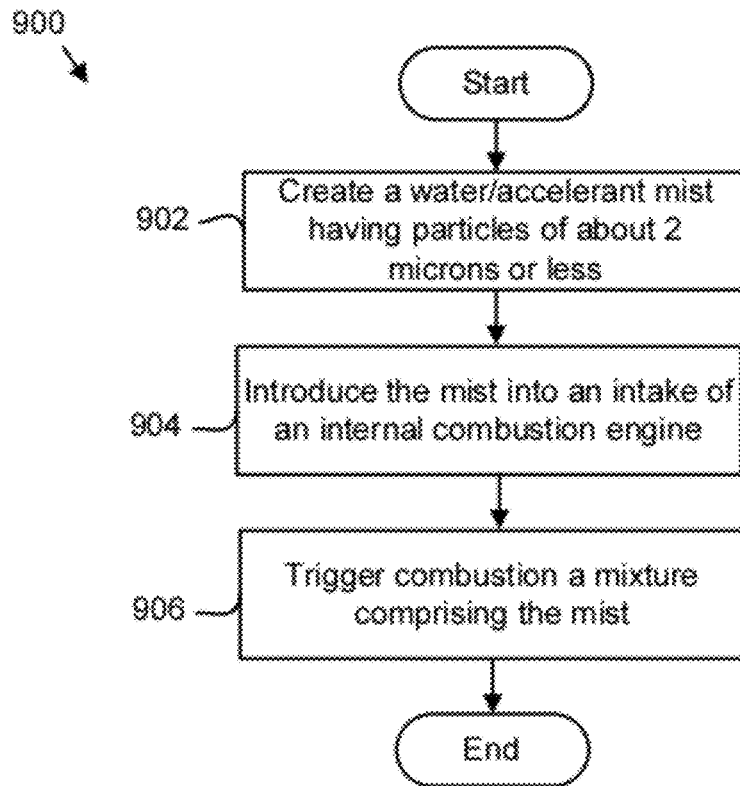 900
Start
902
Create a water/accelerant mist
having particles of about 2
microns or less
904
Introduce the mist into an intake of
an internal combustion engine
906
Trigger combustion a mixture
comprising the mist
End